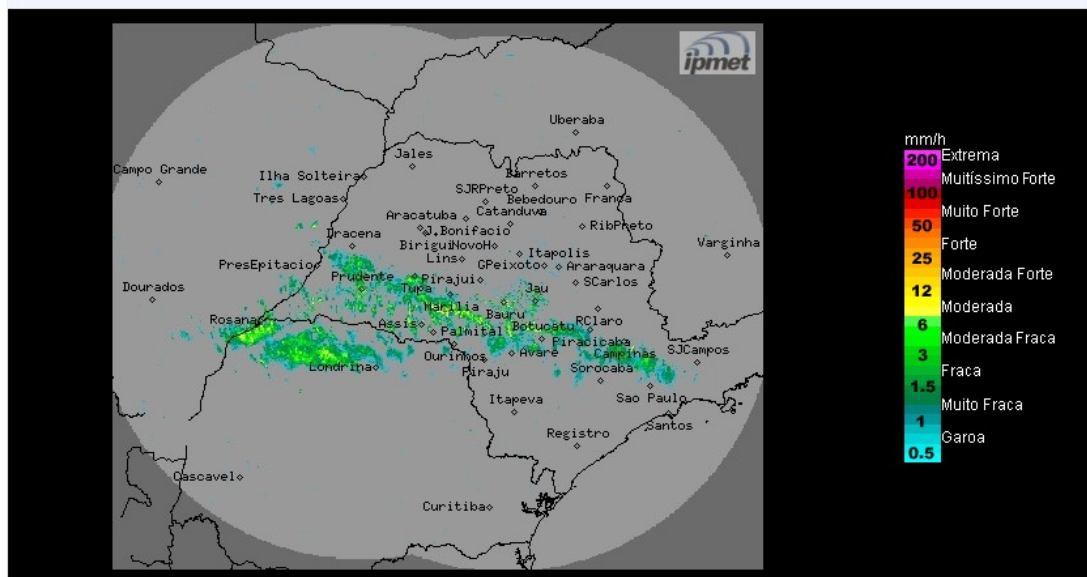 ipmet
Uberaba
Campo Grande
Jales
Ilha Solteira
Barretos
SJRPreto
Tres Lagoas
Bebedouro
Franca
Aracatuba
Catanduva
J.Bonifacio
RibPreto
Dracena
Birigui
NovoH
Varginha
Lins
Itapolis
PresEpitacio
GPeixoto
Araraquara
Prudente
Pirajui
SCarlos
Dourados
Tupa
Jau
Marilia
Bauru
Rosana
Assis
Botucatu
RClaro
Palmital
Piracicaba
SJCampos
Ourinhos
Avare
Campinas
Londrina
Piraju
Sorocaba
Itapeva
Sao Paulo
Santos
Registro
Cascavel
Curitiba
mm/h
200 Extrema
Muitíssimo Forte
100
Muito Forte
50
Forte
25
Moderada Forte
12
Moderada
6
Moderada Fraca
3
Fraca
1.5
Muito Fraca
1
Garoa
0.5